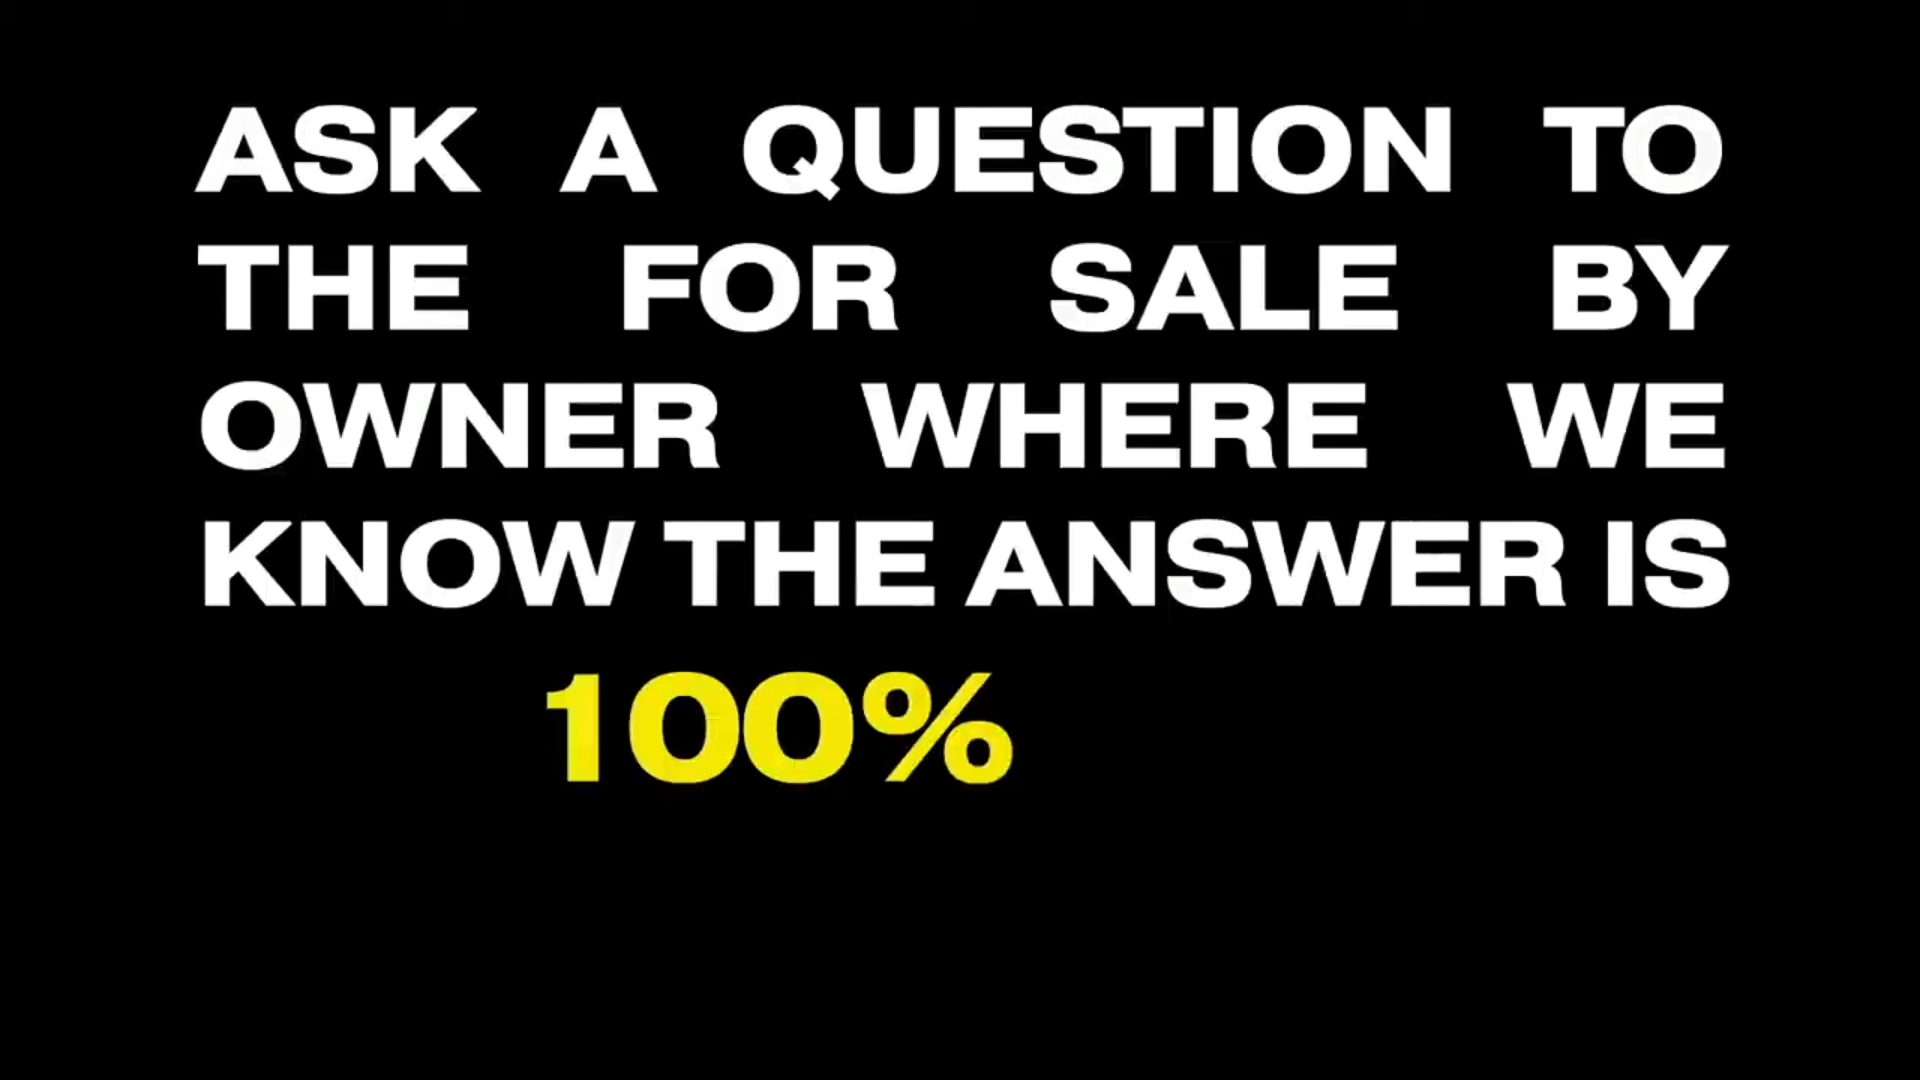 ASK A QUESTION TO
THE FOR SALE BY
OWNER WHERE WE
KNOW THE ANSWER IS
100%